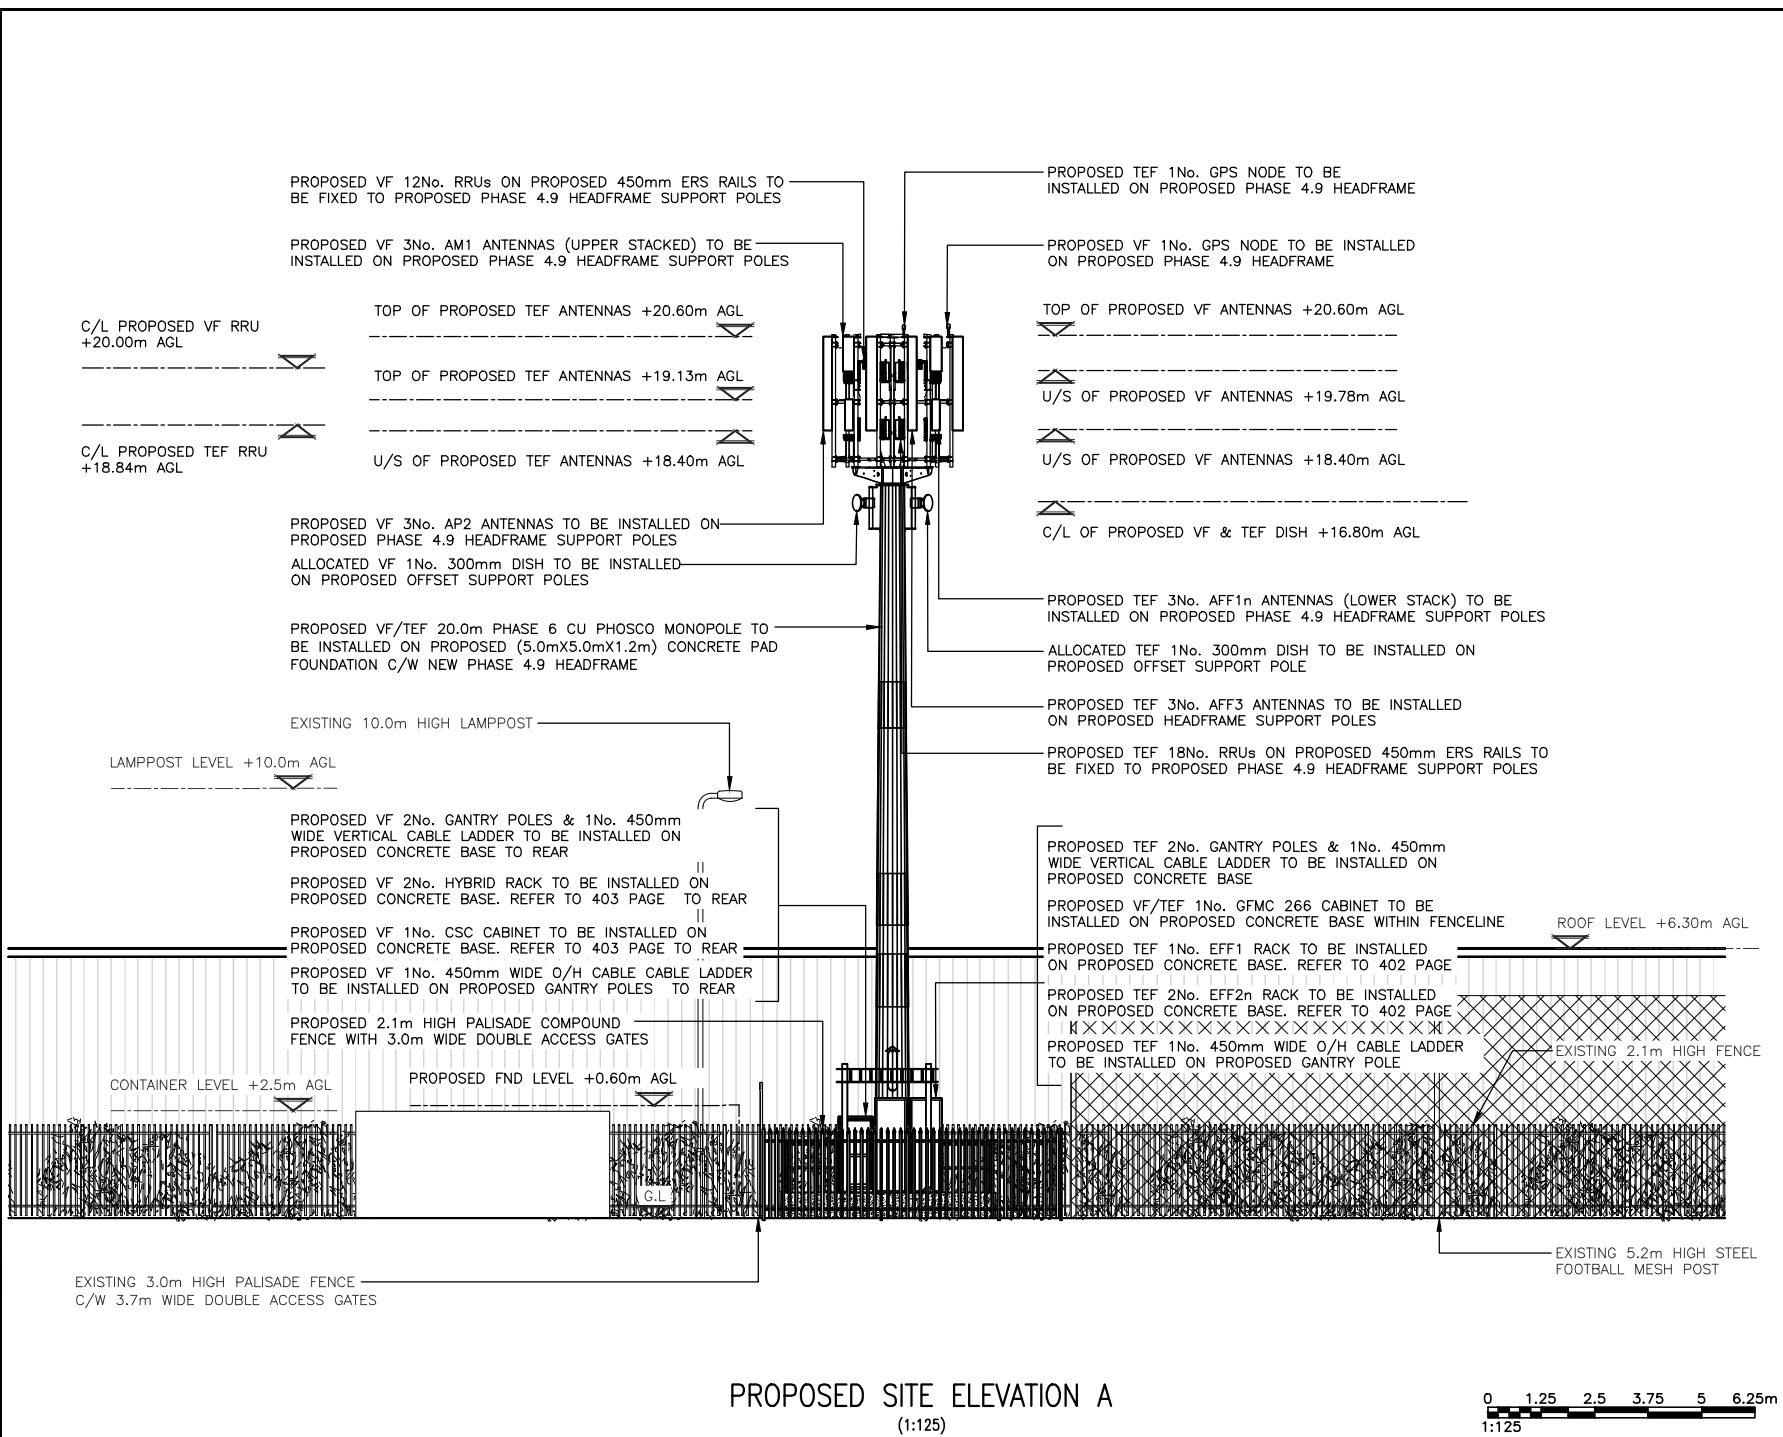 PROPOSED VF 12No. RRUs ON PROPOSED 450mm ERS RAILS TO
BE FIXED TO PROPOSED PHASE 4.9 HEADFRAME SUPPORT POLES
PROPOSED VF 3No. AM1 ANTENNAS (UPPER STACKED) TO BE
INSTALLED ON PROPOSED PHASE 4.9 HEADFRAME SUPPORT POLES
C/L PROPOSED VF RRU
+20.00m AGL
TOP OF PROPOSED TEF ANTENNAS +20.60m AGL
TOP OF PROPOSED TEF ANTENNAS +19.13m AGL
C/L PROPOSED TEF RRU
+18.84m AGL
U/S OF PROPOSED TEF ANTENNAS +18.40m AGL
PROPOSED VF 3No. AP2 ANTENNAS TO BE INSTALLED ON
PROPOSED PHASE 4.9 HEADFRAME SUPPORT POLES
ALLOCATED VF 1No. 300mm DISH TO BE INSTALLED
ON PROPOSED OFFSET SUPPORT POLES
PROPOSED VF/TEF 20.0m PHASE 6 CU PHOSCO MONOPOLE TO
BE INSTALLED ON PROPOSED (5.0mX5.0mX1.2m) CONCRETE PAD
FOUNDATION C/W NEW PHASE 4.9 HEADFRAME
EXISTING 10.0m HIGH LAMPPOST
LAMPPOST LEVEL +10.0m AGL
PROPOSED VF 2No. GANTRY POLES & 1No. 450mm
WIDE VERTICAL CABLE LADDER TO BE INSTALLED ON
PROPOSED CONCRETE BASE TO REAR
PROPOSED VF 2No. HYBRID RACK TO BE INSTALLED ON
PROPOSED CONCRETE BASE. REFER TO 403 PAGE TO REAR
PROPOSED VF 1No. CSC CABINET TO BE INSTALLED ON
PROPOSED CONCRETE BASE. REFER TO 403 PAGE TO REAR
PROPOSED VF 1No. 450mm WIDE O/H CABLE CABLE LADDER
TO BE INSTALLED ON PROPOSED GANTRY POLES TO REAR
PROPOSED 2.1m HIGH PALISADE COMPOUND
FENCE WITH 3.0m WIDE DOUBLE ACCESS GATES
CONTAINER LEVEL +2.5m AGL
PROPOSED FND LEVEL +0.60m AGL
G.L
EXISTING 3.0m HIGH PALISADE FENCE
C/W 3.7m WIDE DOUBLE ACCESS GATES
PROPOSED TEF 1No. GPS NODE TO BE
INSTALLED ON PROPOSED PHASE 4.9 HEADFRAME
PROPOSED VF 1No. GPS NODE TO BE INSTALLED
ON PROPOSED PHASE 4.9 HEADFRAME
TOP OF PROPOSED VF ANTENNAS +20.60m AGL
U/S OF PROPOSED VF ANTENNAS +19.78m AGL
U/S OF PROPOSED VF ANTENNAS +18.40m AGL
C/L OF PROPOSED VF & TEF DISH +16.80m AGL
PROPOSED TEF 3No. AFF1n ANTENNAS (LOWER STACK) TO BE
INSTALLED ON PROPOSED PHASE 4.9 HEADFRAME SUPPORT POLES
ALLOCATED TEF 1No. 300mm DISH TO BE INSTALLED ON
PROPOSED OFFSET SUPPORT POLE
PROPOSED TEF 3No. AFF3 ANTENNAS TO BE INSTALLED
ON PROPOSED HEADFRAME SUPPORT POLES
PROPOSED TEF 18No. RRUs ON PROPOSED 450mm ERS RAILS TO
BE FIXED TO PROPOSED PHASE 4.9 HEADFRAME SUPPORT POLES
PROPOSED TEF 2No. GANTRY POLES & 1No. 450mm
WIDE VERTICAL CABLE LADDER TO BE INSTALLED ON
PROPOSED CONCRETE BASE
PROPOSED VF/TEF 1No. GFMC 266 CABINET TO BE
INSTALLED ON PROPOSED CONCRETE BASE WITHIN FENCELINE
ROOF LEVEL +6.30m AGL
PROPOSED TEF 1No. EFF1 RACK TO BE INSTALLED
ON PROPOSED CONCRETE BASE. REFER TO 402 PAGE
PROPOSED TEF 2No. EFF2n RACK TO BE INSTALLED
ON PROPOSED CONCRETE BASE. REFER TO 402 PAGE
PROPOSED TEF 1No. 450mm WIDE O/H CABLE LADDER
TO BE INSTALLED ON PROPOSED GANTRY POLE
EXISTING 2.1m HIGH FENCE
EXISTING 5.2m HIGH STEEL
FOOTBALL MESH POST
PROPOSED SITE ELEVATION A
(1:125)
0 1.25 2.5 3.75 5 6.25m
1:125